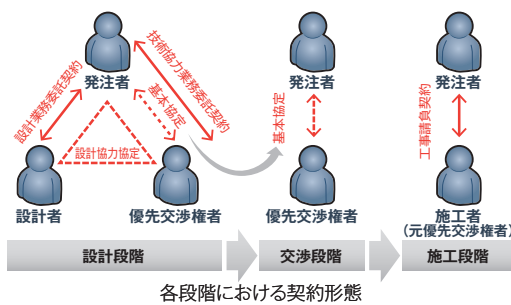 発注者
発注者
発注者
設計業務委託契約
技術協力業務委託契約
基本協定
設計協力協定
基本協定
工事請負契約
設計者
優先交渉権者
優先交渉権者
施工者
（元優先交渉権者）
設計段階
交渉段階
施工段階
各段階における契約形態